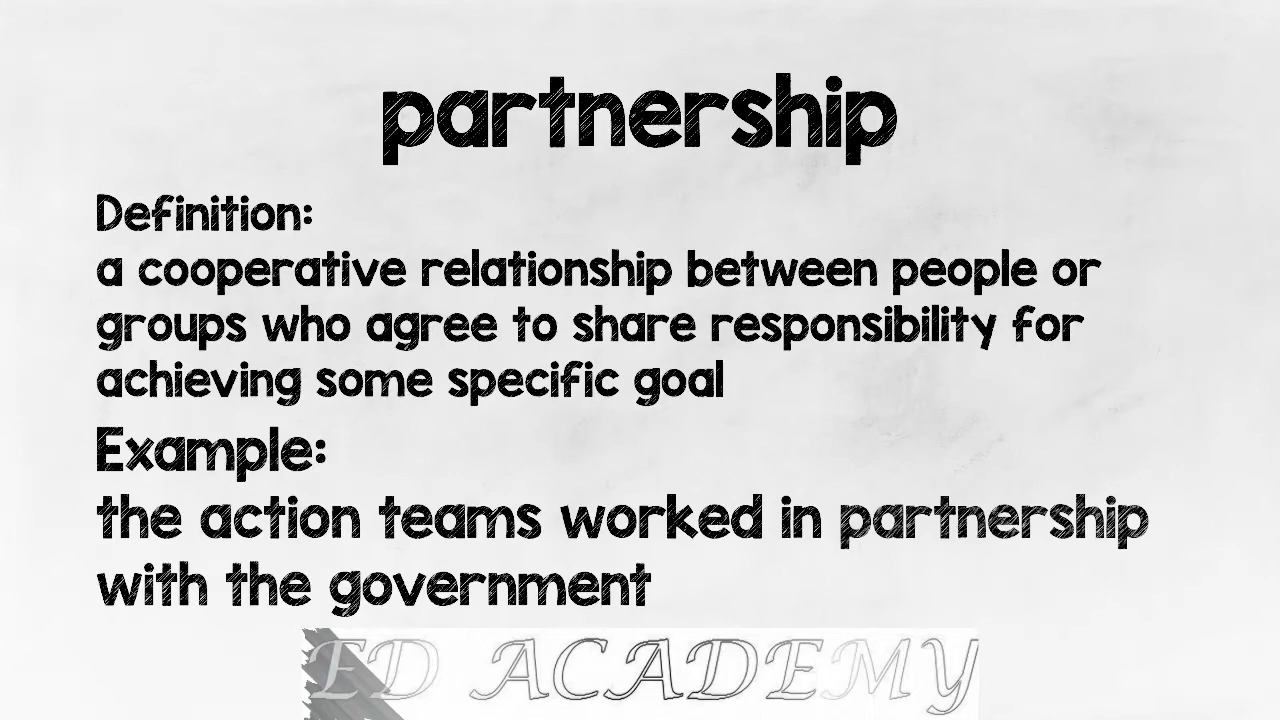 partnership
Definition:
a cooperative relationship between people or
groups who agree to share responsibility for
achieving some specific goal
Example:
the action teams worked in partnership
with the government
ED ACADEMY